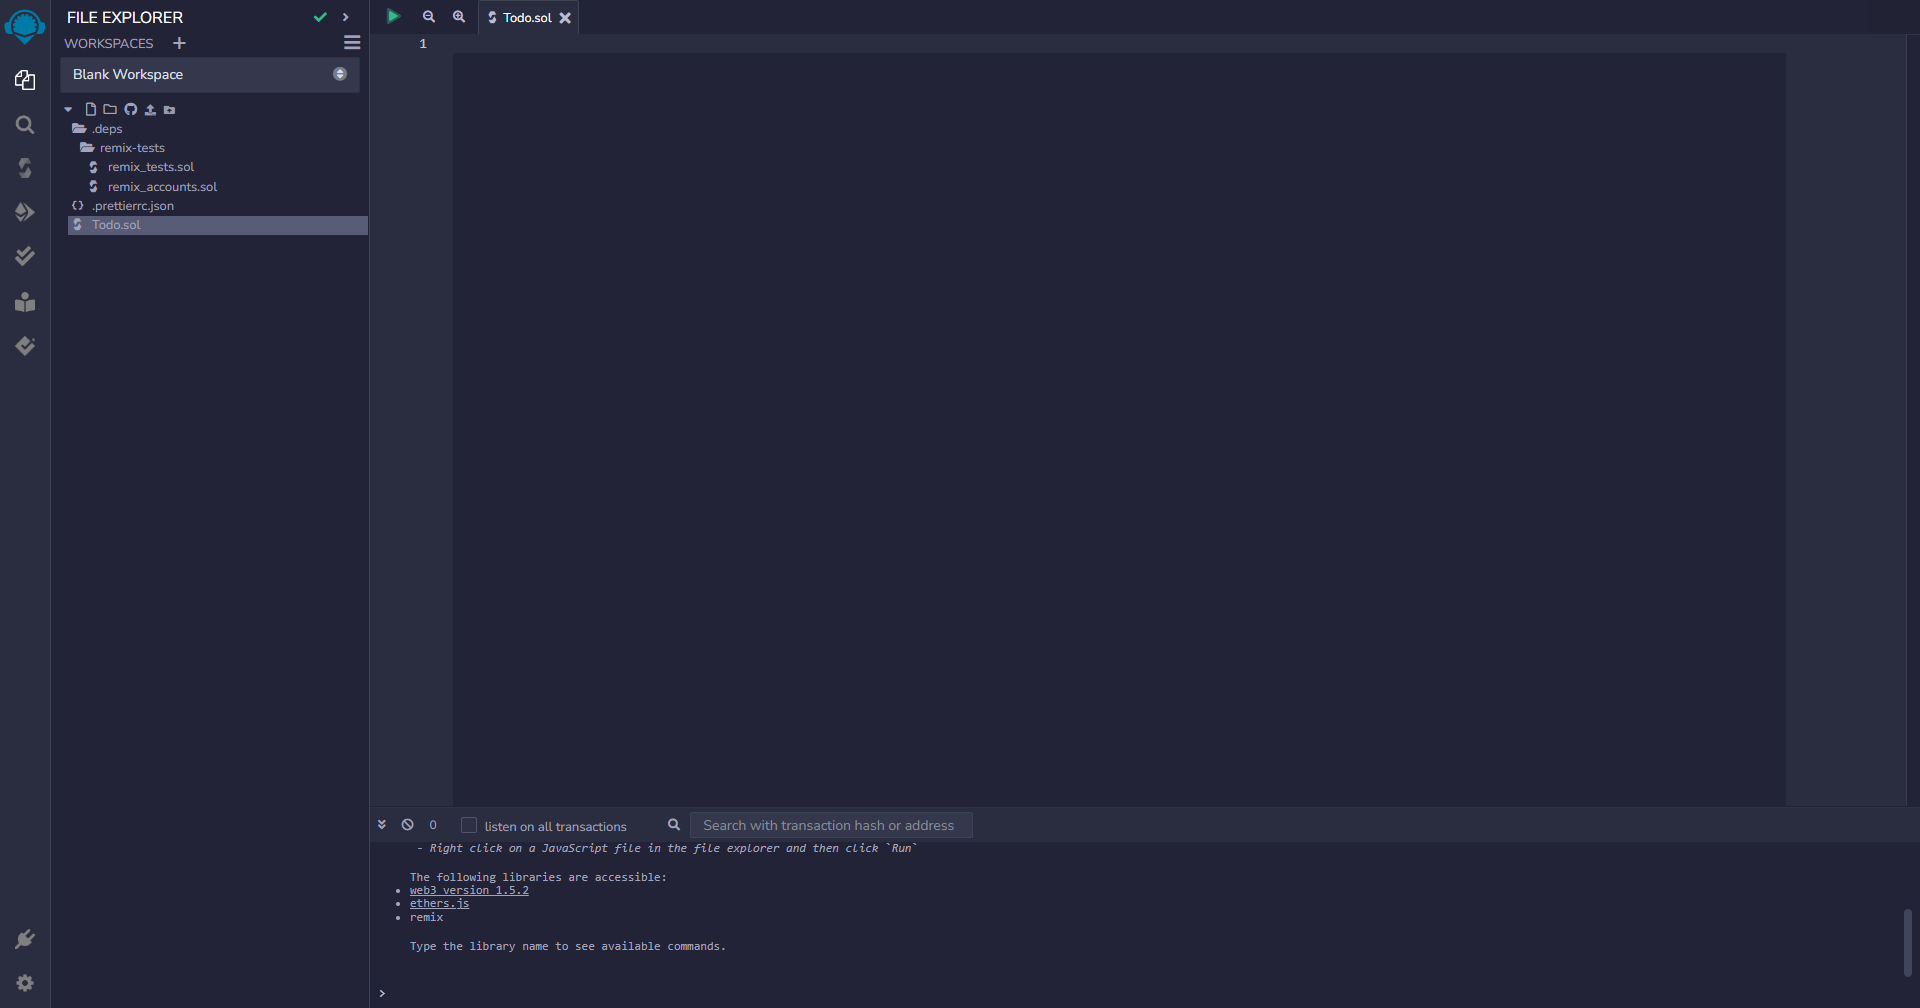 FILE EXPLORER
WORKSPACES
Blank Workspace
.deps
remix-tests
remix_tests.sol
remix_accounts.sol
.prettierrc.json
Todo.sol
Todo.sol
1
0
listen on all transactions
Search with transaction hash or address
- Right click on a JavaScript file in the file explorer and then click `Run`
The following libraries are accessible:
• web3 version 1.5.2
• ethers.js
• remix
Type the library name to see available commands.
>